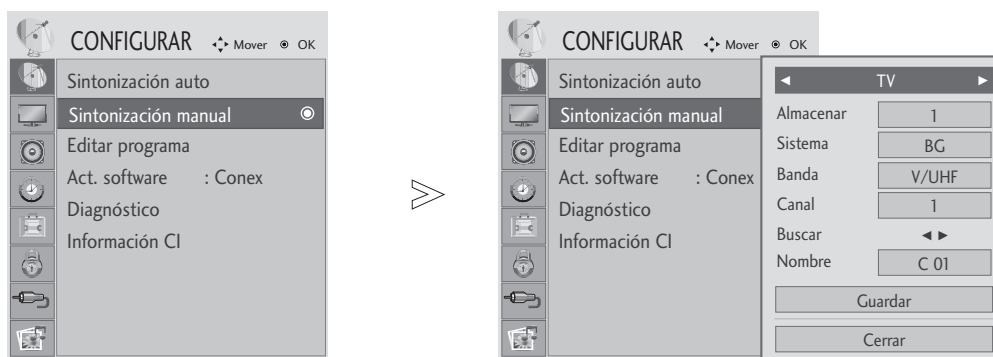 CONFIGURAR Mover OK
Sintonización auto
Sintonización manual
Editar programa
Act. software : Conex
Diagnóstico
Información CI
CONFIGURAR Mover OK
Sintonización auto
Sintonización manual
Editar programa
Act. software : Conex
Diagnóstico
Información CI
◄ TV ►
Almacenar 1
Sistema BG
Banda V/UHF
Canal 1
Buscar ◄ ►
Nombre C 01
Guardar
Cerrar